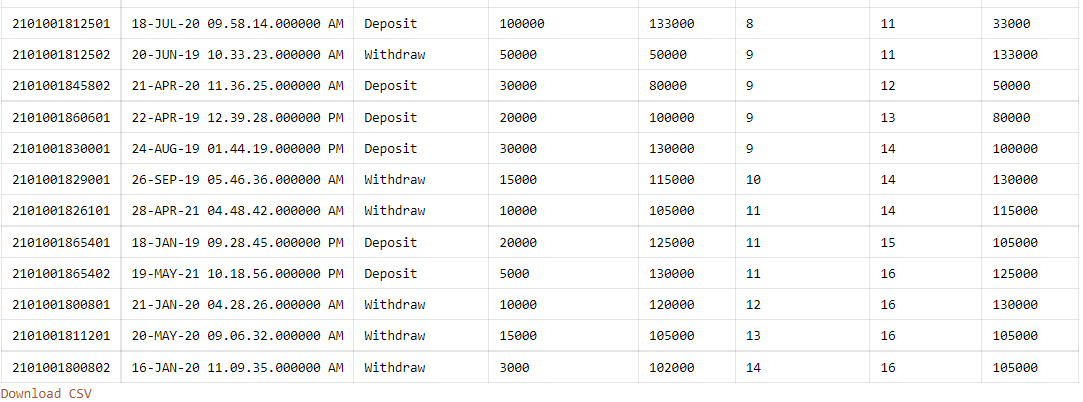 2101001812501 18-JUL-20 09.58.14.000000 AM Deposit 100000 133000 8 11 33000
2101001812502 20-JUN-19 10.33.23.000000 AM Withdraw 50000 50000 9 11 133000
2101001845802 21-APR-20 11.36.25.000000 AM Deposit 30000 80000 9 12 50000
2101001860601 22-APR-19 12.39.28.000000 PM Deposit 20000 100000 9 13 80000
2101001830001 24-AUG-19 01.44.19.000000 PM Deposit 30000 130000 9 14 100000
2101001829001 26-SEP-19 05.46.36.000000 AM Withdraw 15000 115000 10 14 130000
2101001826101 28-APR-21 04.48.42.000000 AM Withdraw 10000 105000 11 14 115000
2101001865401 18-JAN-19 09.28.45.000000 PM Deposit 20000 125000 11 15 105000
2101001865402 19-MAY-21 10.18.56.000000 PM Deposit 5000 130000 11 16 125000
2101001800801 21-JAN-20 04.28.26.000000 AM Withdraw 10000 120000 12 16 130000
2101001811201 20-MAY-20 09.06.32.000000 AM Withdraw 15000 105000 13 16 105000
2101001800802 16-JAN-20 11.09.35.000000 AM Withdraw 3000 102000 14 16 105000
Download CSV